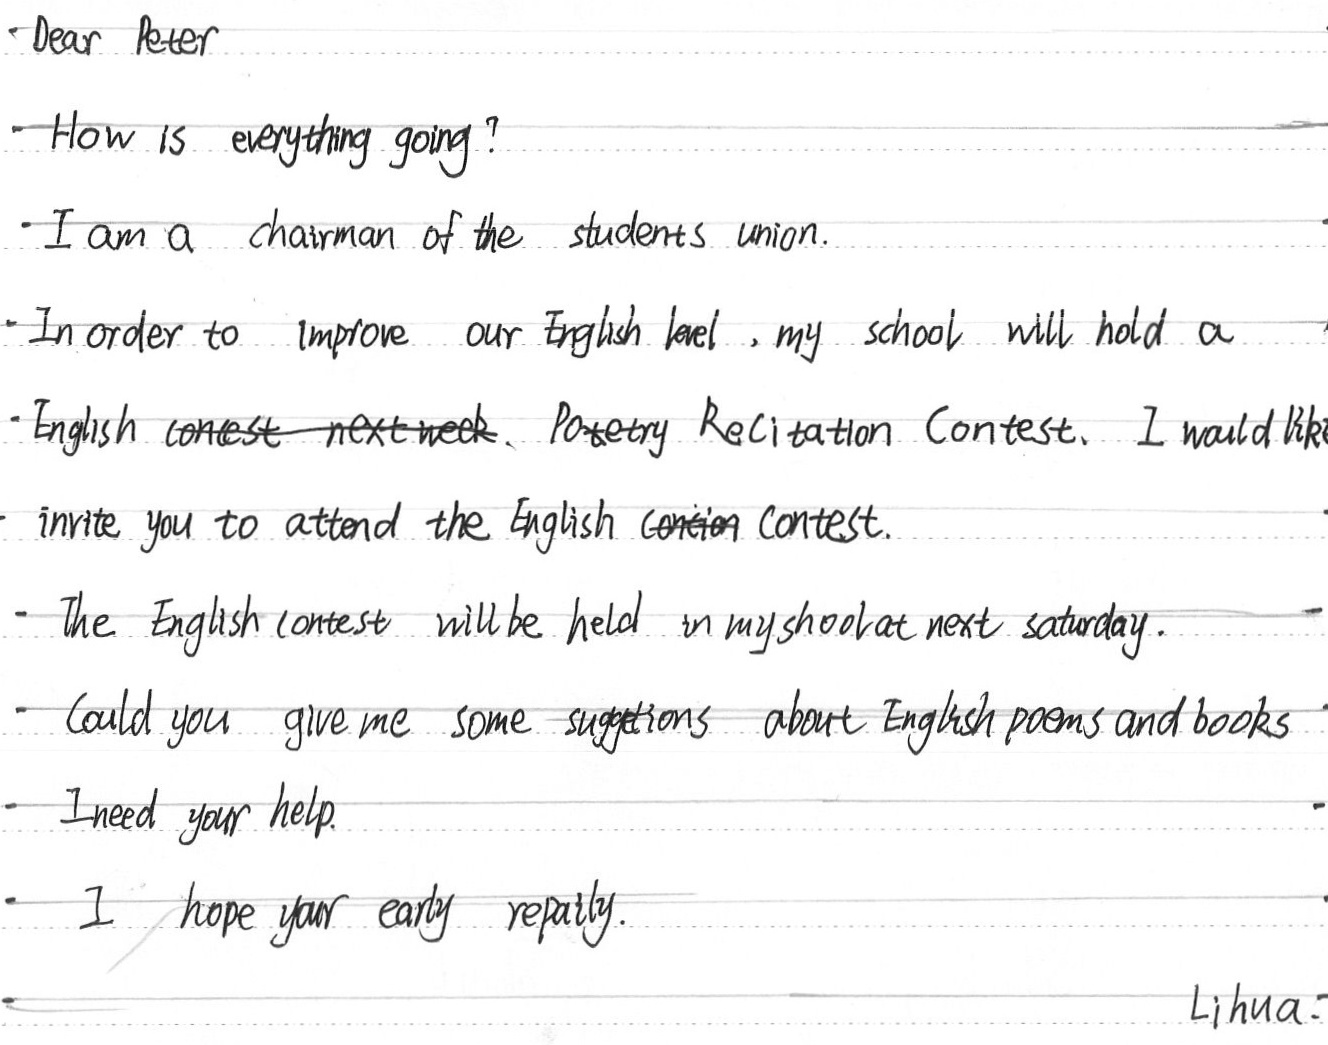 Dear Peter
How is everything going?
I am a chairman of the students union.
In order to improve our English level, my school will hold a
English contest next week. Potetry Recitation Contest. I would like
invite you to attend the English contion contest.
The English contest will be held in my shool at next saturday.
Could you give me some suggetions about English poems and books
I need your help.
I hope your early repaily.
Lihua.